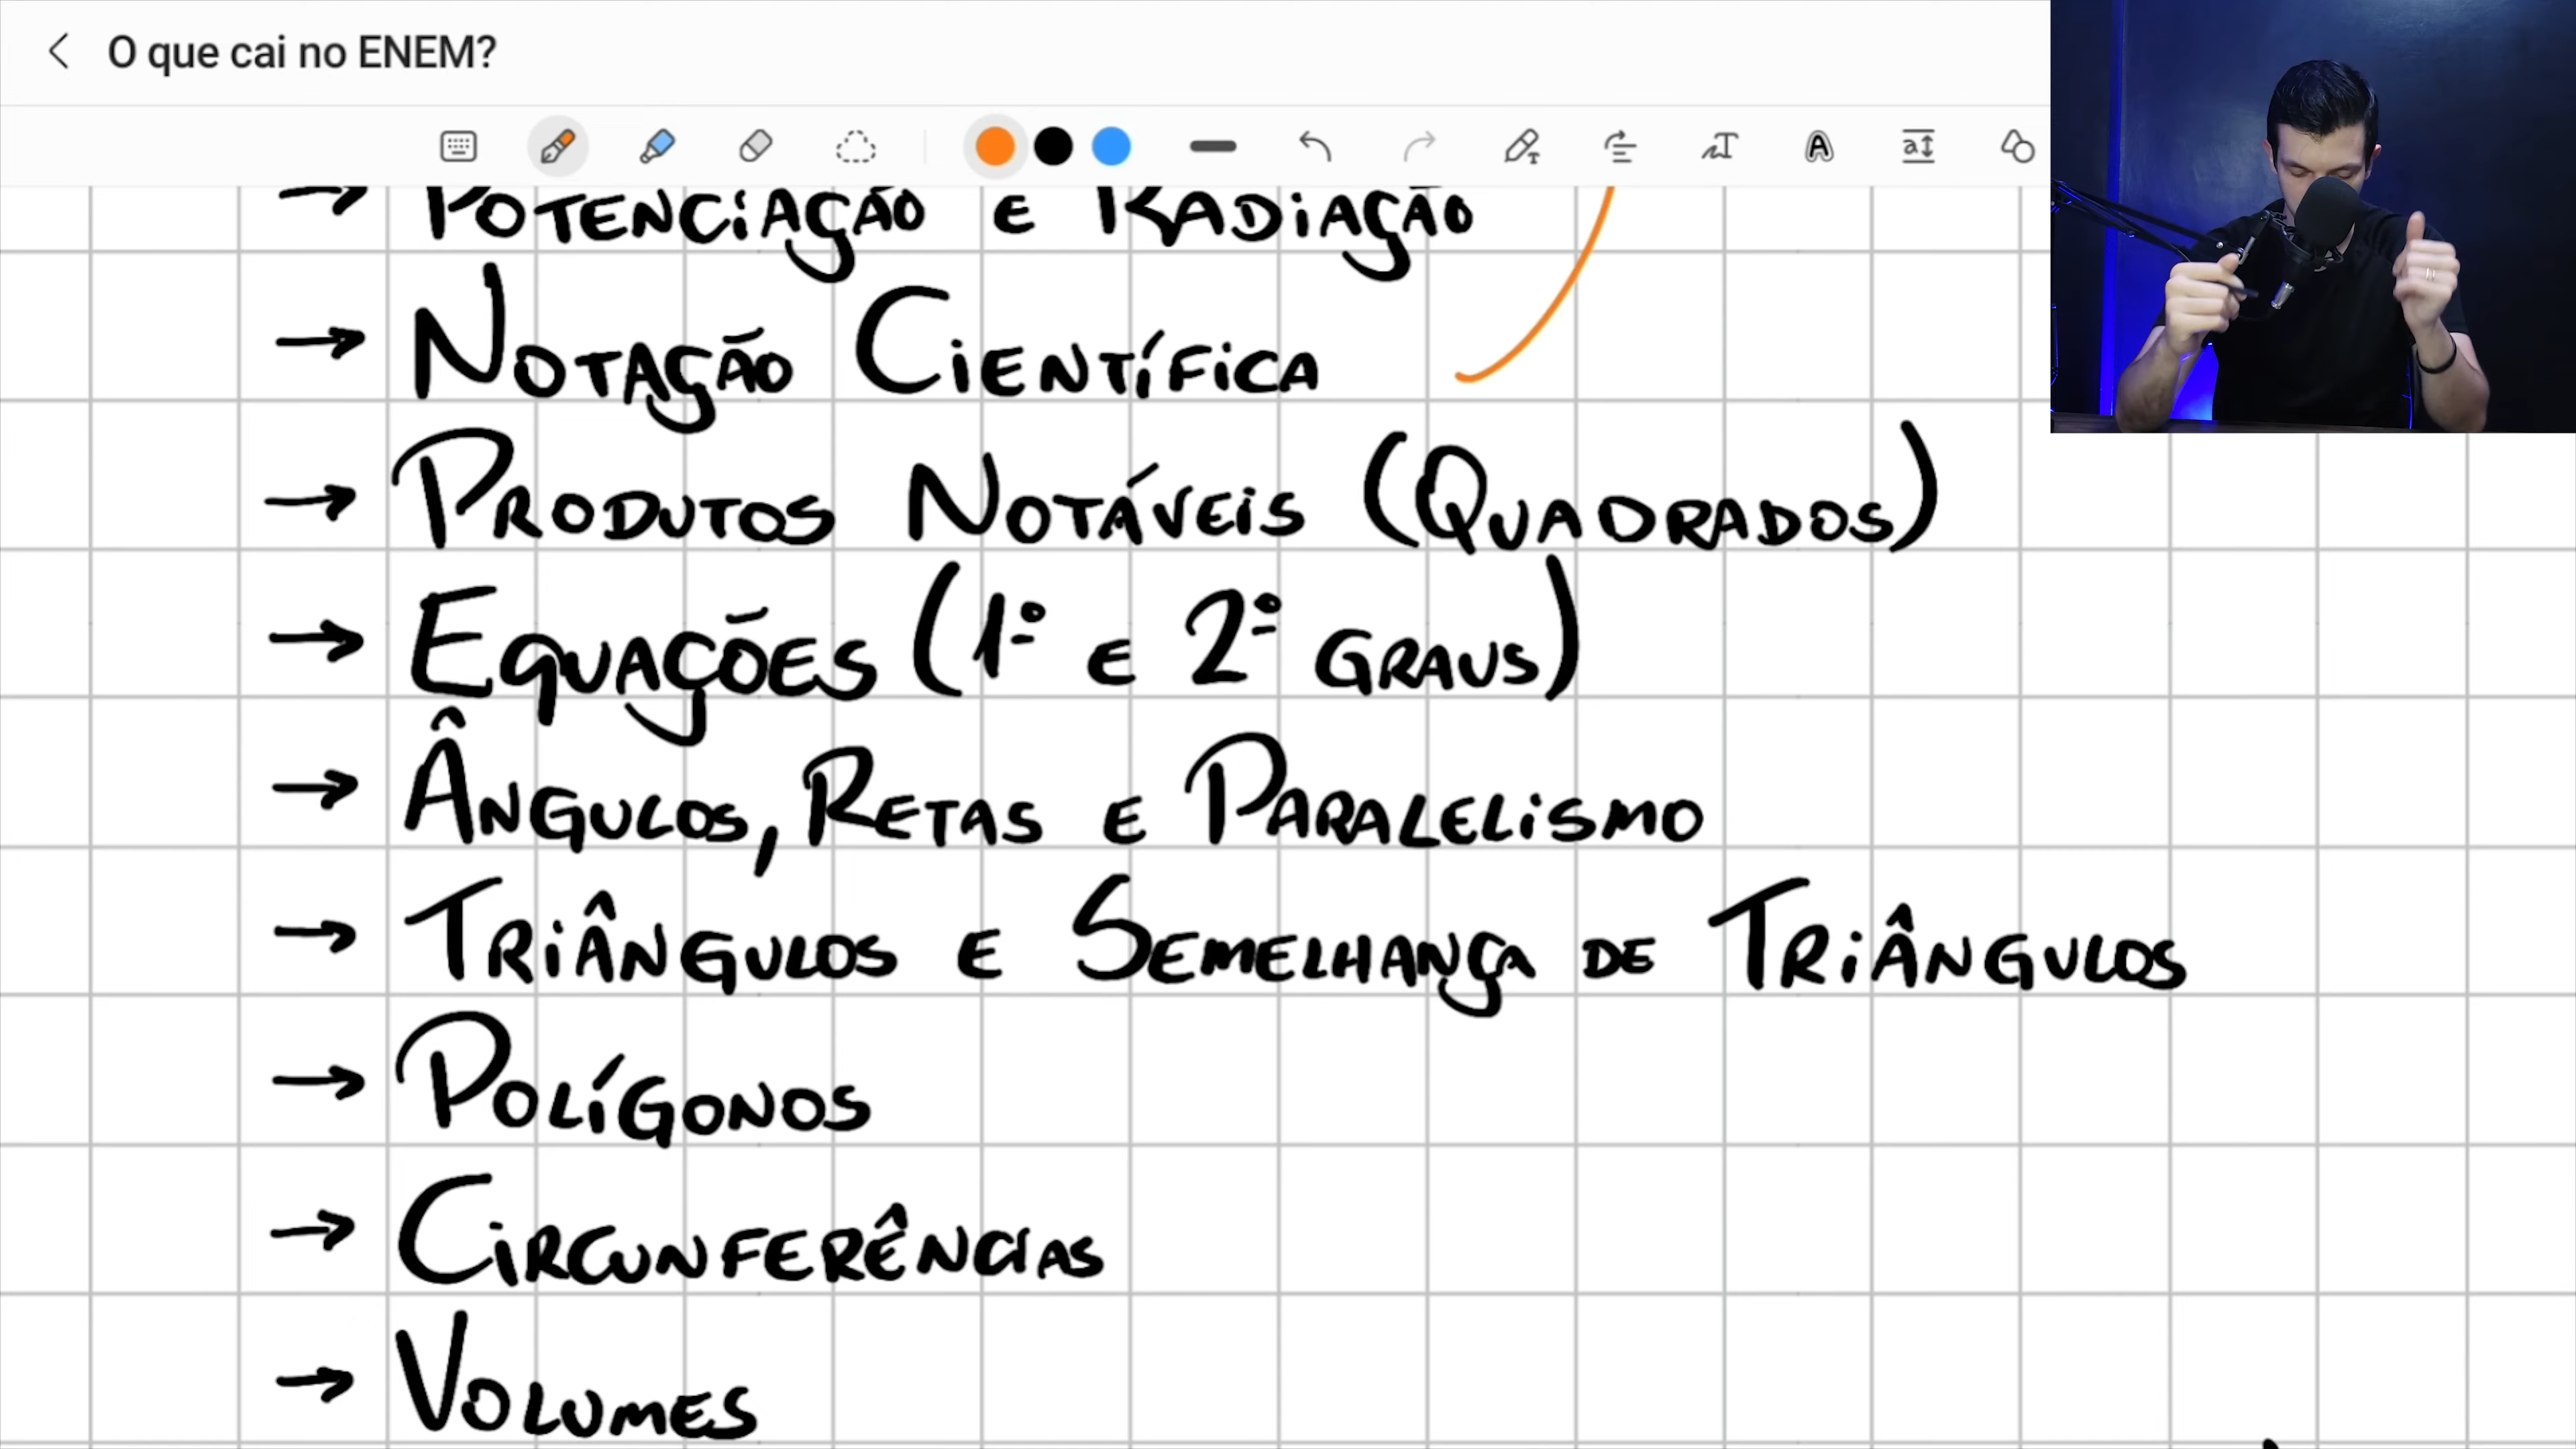 O que cai no ENEM?
→ POTENCIAÇÃO E RADIAÇÃO
→ NOTAÇÃO CIENTÍFICA
→ PRODUTOS NOTÁVEIS (QUADRADOS)
→ EQUAÇÕES (1º E 2º GRAUS)
→ ÂNGULOS, RETAS E PARALELISMO
→ TRIÂNGULOS E SEMELHANÇA DE TRIÂNGULOS
→ POLÍGONOS
→ CIRCUNFERÊNCIAS
→ VOLUMES